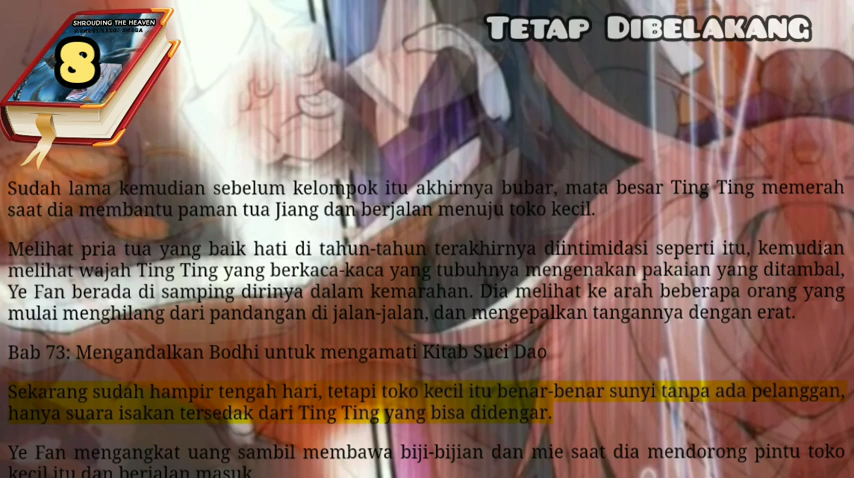 SHROUDING THE HEAVEN
8
TETAP DIBELAKANG
Sudah lama kemudian sebelum kelompok itu akhirnya bubar, mata besar Ting Ting memerah
saat dia membantu paman tua Jiang dan berjalan menuju toko kecil.
Melihat pria tua yang baik hati di tahun-tahun terakhirnya diintimidasi seperti itu, kemudian
melihat wajah Ting Ting yang berkaca-kaca yang tubuhnya mengenakan pakaian yang ditambal,
Ye Fan berada di samping dirinya dalam kemarahan. Dia melihat ke arah beberapa orang yang
mulai menghilang dari pandangan di jalan-jalan, dan mengepalkan tangannya dengan erat.
Bab 73: Mengandalkan Bodhi untuk mengamati Kitab Suci Dao
Sekarang sudah hampir tengah hari, tetapi toko kecil itu benar-benar sunyi tanpa ada pelanggan,
hanya suara isakan tersedak dari Ting Ting yang bisa didengar.
Ye Fan mengangkat uang sambil membawa biji-bijian dan mie saat dia mendorong pintu toko
kecil itu dan berjalan masuk